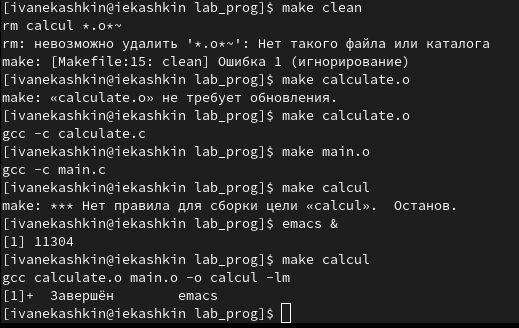 [ivanekashkin@iekashkin lab_prog]$ make clean
rm calcul *.o*~
rm: невозможно удалить '*.o*~': Нет такого файла или каталога
make: [Makefile:15: clean] Ошибка 1 (игнорирование)
[ivanekashkin@iekashkin lab_prog]$ make calculate.o
make: «calculate.o» не требует обновления.
[ivanekashkin@iekashkin lab_prog]$ make calculate.o
gcc -c calculate.c
[ivanekashkin@iekashkin lab_prog]$ make main.o
gcc -c main.c
[ivanekashkin@iekashkin lab_prog]$ make calcul
make: *** Нет правила для сборки цели «calcul».  Останов.
[ivanekashkin@iekashkin lab_prog]$ emacs &
[1] 11304
[ivanekashkin@iekashkin lab_prog]$ make calcul
gcc calculate.o main.o -o calcul -lm
[1]+  Завершён        emacs
[ivanekashkin@iekashkin lab_prog]$